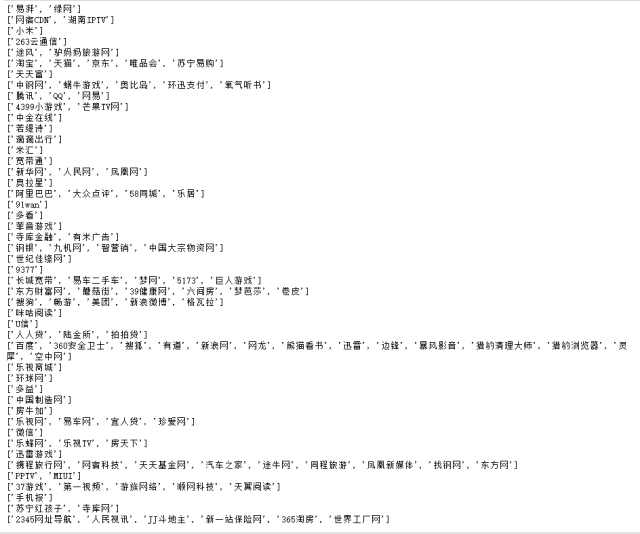 ['易湃', '绿网']
['网宿CDN', '湖南IPTV']
['小米']
['263云通信']
['途风', '驴妈妈旅游网']
['淘宝', '天猫', '京东', '唯品会', '苏宁易购']
['天天富']
['中钢网', '蜗牛游戏', '奥比岛', '环迅支付', '氧气听书']
['腾讯', 'QQ', '网易']
['4399小游戏', '芒果TV网']
['中金在线']
['若缇诗']
['滴滴出行']
['米汇']
['宽带通']
['新华网', '人民网', '凤凰网']
['奥拉星']
['阿里巴巴', '大众点评', '58同城', '乐居']
['91wan']
['多看']
['掌趣游戏']
['寺库金融', '有米广告']
['钢银', '九机网', '智营销', '中国大宗物资网']
['世纪佳缘网']
['9377']
['长城宽带', '易车二手车', '梦网', '5173', '巨人游戏']
['东方财富网', '蘑菇街', '39健康网', '六间房', '梦芭莎', '卷皮']
['搜狗', '畅游', '美团', '新浪微博', '格瓦拉']
['咪咕阅读']
['U信']
['人人贷', '陆金所', '拍拍贷']
['百度', '360安全卫士', '搜狐', '有道', '新浪网', '网龙', '熊猫看书', '迅雷', '边锋', '暴风影音', '猎豹清理大师', '猎豹浏览器', '灵
犀', '空中网']
['乐视商城']
['环球网']
['多益']
['中国制造网']
['房牛加']
['乐视网', '易车网', '宜人贷', '珍爱网']
['微信']
['乐蜂网', '乐视TV', '房天下']
['迅雷游戏']
['携程旅行网', '网宿科技', '天天基金网', '汽车之家', '途牛网', '同程旅游', '凤凰新媒体', '找钢网', '东方网']
['PPTV', 'MIUI']
['37游戏', '第一视频', '游族网络', '顺网科技', '天翼阅读']
['手机报']
['苏宁红孩子', '寺库网']
['2345网址导航', '人民视讯', 'JJ斗地主', '新一站保险网', '365淘房', '世界工厂网']